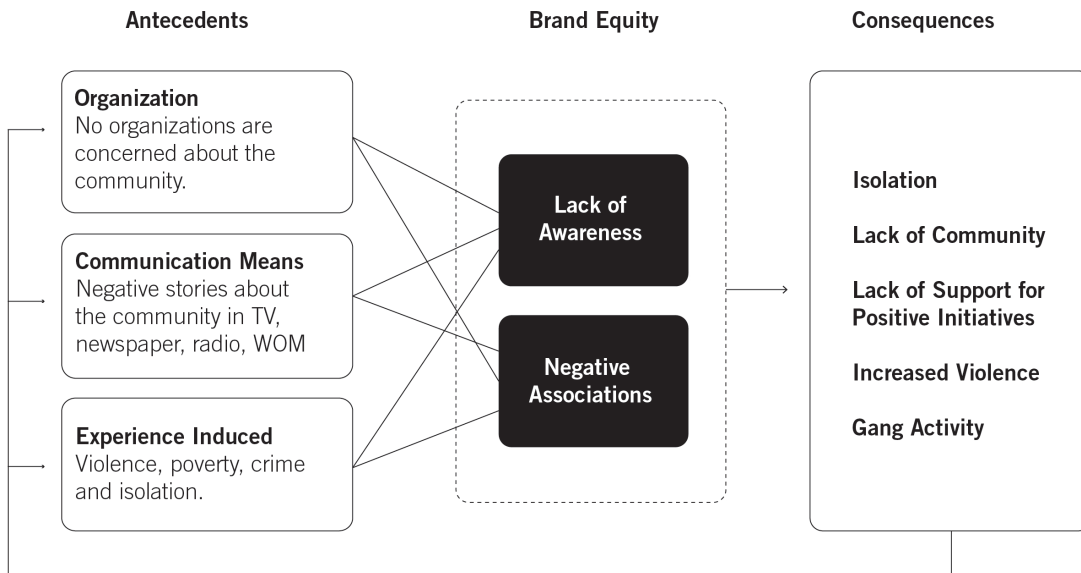 Antecedents
Brand Equity
Consequences
Organization
No organizations are
concerned about the
community.
Communication Means
Negative stories about
the community in TV,
newspaper, radio, WOM
Experience Induced
Violence, poverty, crime
and isolation.
Lack of
Awareness
Negative
Associations
Isolation
Lack of Community
Lack of Support for
Positive Initiatives
Increased Violence
Gang Activity